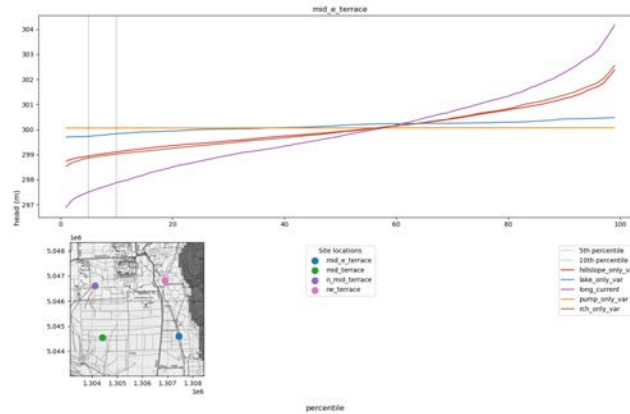 mid_e_terrace
304
303
302
301
300
299
298
297
head (m)
0
20
40
60
80
100
1e6
5.048
5.047
5.046
5.045
5.044
1.304
1.305
1.306
1.307
1.308
1e6
Site locations
mid_e_terrace
mid_terrace
n_mid_terrace
ne_terrace
5th percentile
10th percentile
hillslope_only_v
lake_only_var
long_current
pump_only_var
rch_only_var
percentile